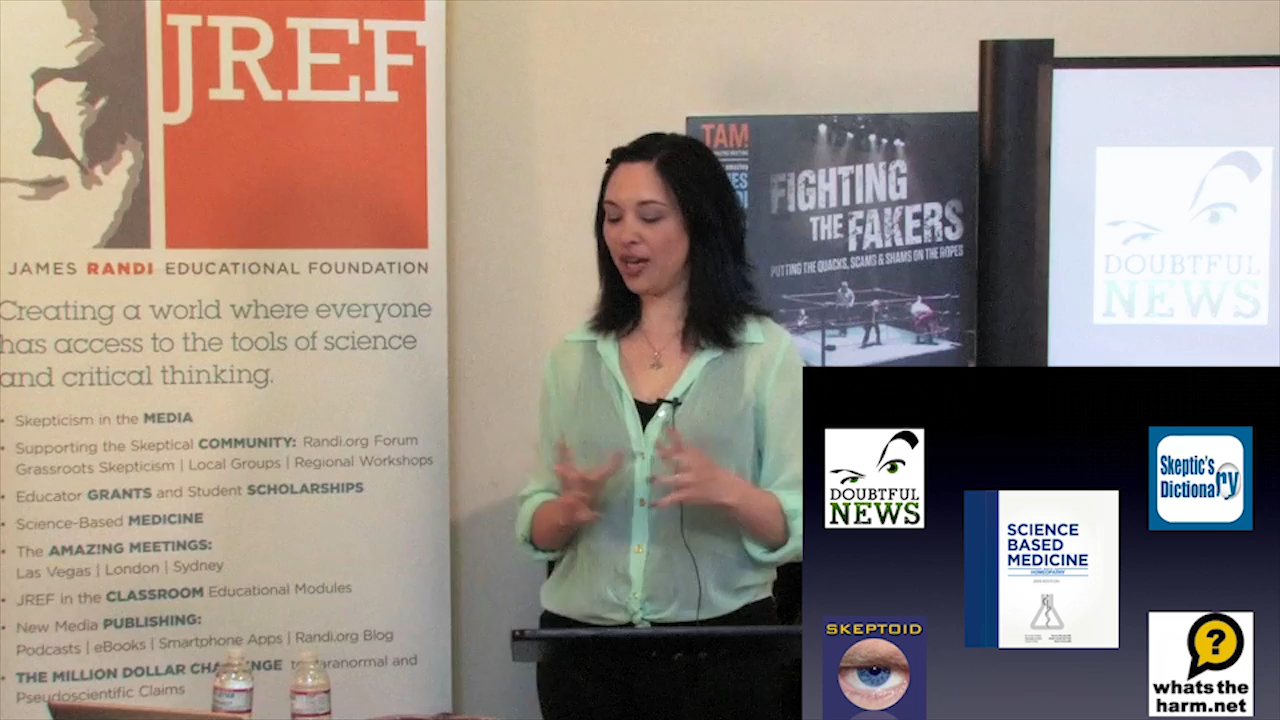 JREF
JAMES RANDI EDUCATIONAL FOUNDATION
Creating a world where everyone
has access to the tools of science
and critical thinking.
• Skepticism in the MEDIA
• Supporting the Skeptical COMMUNITY: Randi.org Forum
Grassroots Skepticism | Local Groups | Regional Workshops
• Educator GRANTS and Student SCHOLARSHIPS
• Science-Based MEDICINE
• The AMAZ!NG MEETINGS:
Las Vegas | London | Sydney
• JREF in the CLASSROOM Educational Modules
• New Media PUBLISHING:
Podcasts | eBooks | Smartphone Apps | Randi.org Blog
• THE MILLION DOLLAR paranormal and
Pseudoscientific Claims
TAM
FIGHTING
THE FAKERS
PUTTING THE QUACKS, SCAMS & SHAMS ON THE ROPES
DOUBTFUL
NEWS
DOUBTFUL
NEWS
Skeptic's
Dictionary
SCIENCE
BASED
MEDICINE
HOMEOPATHY
SKEPTOID
?
whats the
harm.net